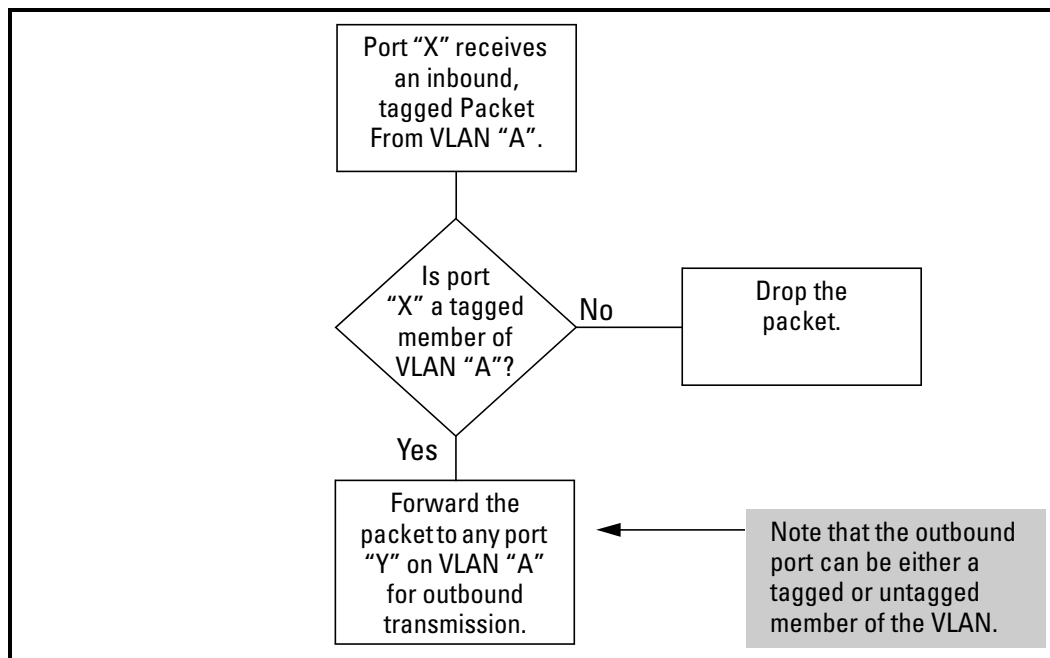 Port “X” receives
an inbound,
tagged Packet
From VLAN “A”.
Is port
“X” a tagged
member of
VLAN “A”?
No
Drop the
packet.
Yes
Forward the
packet to any port
“Y” on VLAN “A”
for outbound
transmission.
Note that the outbound
port can be either a
tagged or untagged
member of the VLAN.